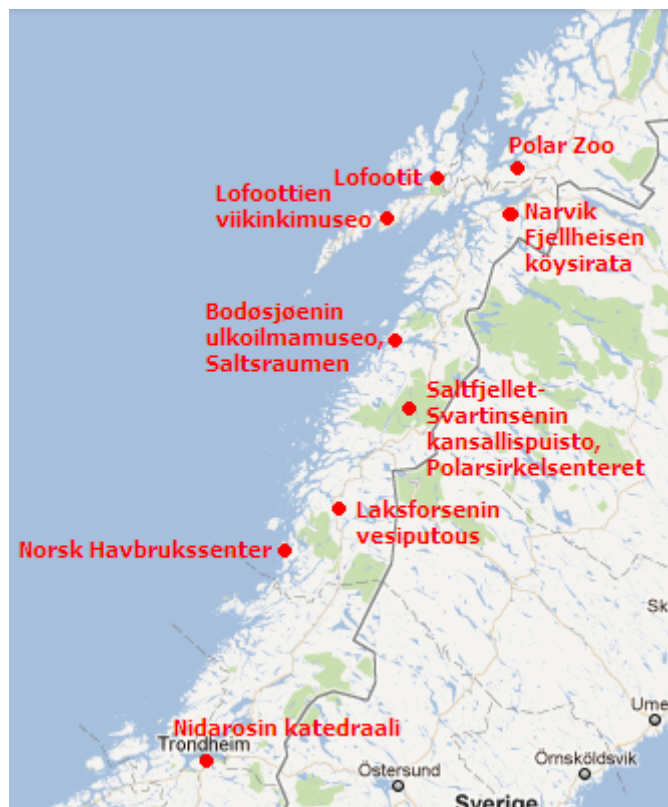 Polar Zoo
Lofootit
Lofoottien
viikinkimuseo
Narvik
Fjellheisen
köysirata
Bodøsjøenin
ulkoilmamuseo,
Saltsraumen
Saltfjellet-
Svartinsenin
kansallispuisto,
Polarsirkelsenteret
Laksforsenin
vesiputous
Norsk Havbrukssenter
Sk
Ume
Nidarosin katedraali
Trondheim
Örnsköldsvik
Östersund
Sverige